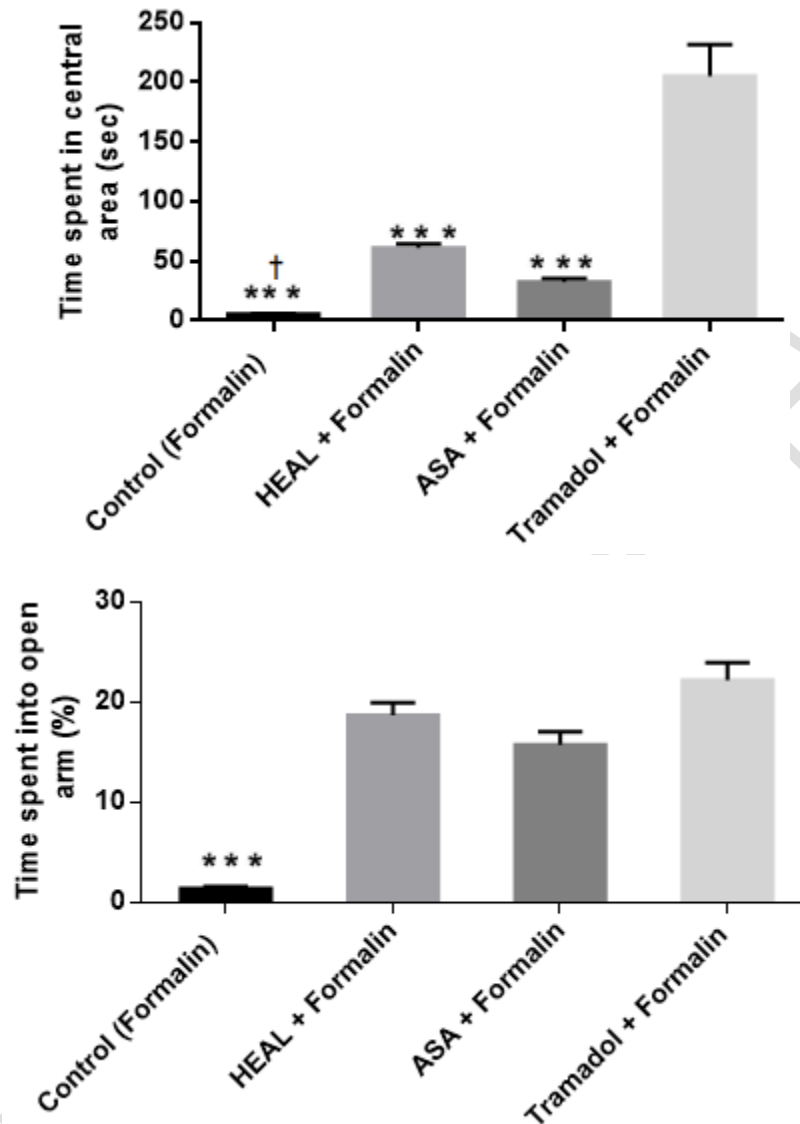 Time spent in central
area (sec)
250
200
150
100
50
0
†
***
***
***
Control (Formalin)
HEAL + Formalin
ASA + Formalin
Tramadol + Formalin
Time spent into open
arm (%)
30
20
10
0
***
Control (Formalin)
HEAL + Formalin
ASA + Formalin
Tramadol + Formalin